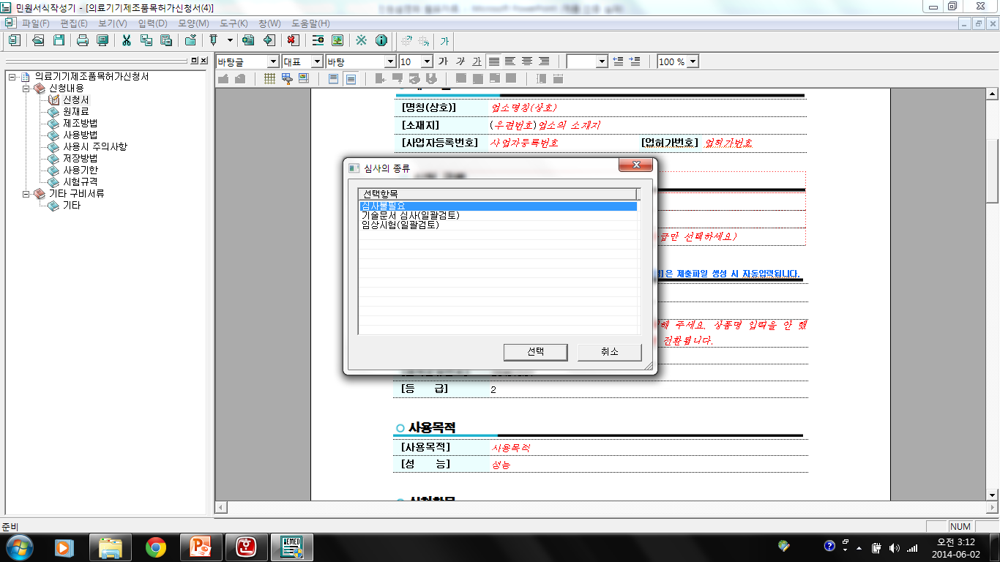 민원서식작성기 - [의료기기제조품목허가신청서(4)]
파일(F) 편집(E) 보기(V) 입력(D) 모양(M) 도구(K) 창(W) 도움말(H)
바탕글 대표 바탕 10 가 가 가 100 %
의료기기제조품목허가신청서
신청내용
신청서
원재료
제조방법
사용방법
사용시 주의사항
저장방법
사용기한
시험규격
기타 구비서류
기타
[명칭(상호)] 업소명칭(상호)
[소재지] (우편번호)업소의 소재지
[사업자등록번호] 사업자등록번호 [업허가번호] 업허가번호
심사의 종류
선택항목
심사불필요
기술문서 심사(일괄검토)
임상시험(일괄검토)
선택 취소
급만 선택하세요)
]은 제출파일 생성 시 자동입력됩니다.
해 주세요. 상품명 입력을 안 했
전환됩니다.
[등 급] 2
사용목적
[사용목적] 사용목적
[성 능] 성능
준비
NUM
오전 3:12
2014-06-02